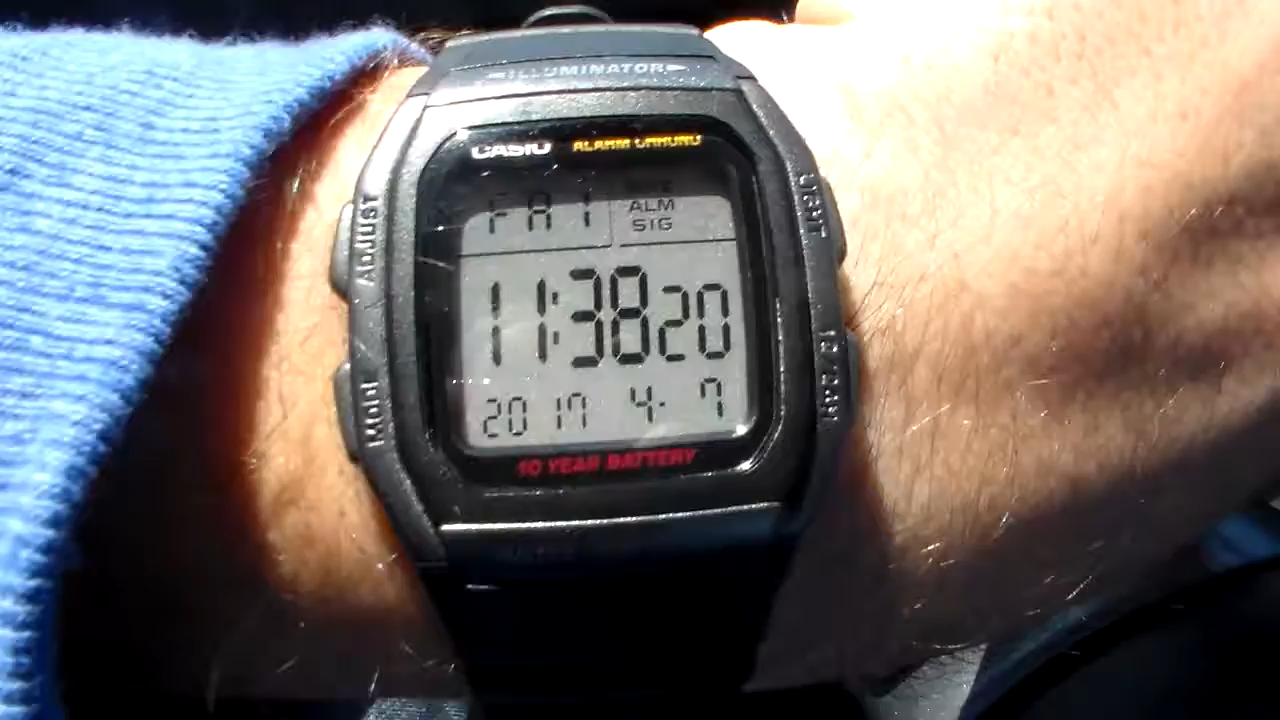 ILLUMINATOR
CASIO ALARM CHRONO
FRI ALM
SIG
ADJUST LIGHT
11:38 20
2017 4-7
MODE 12/24H
10 YEAR BATTERY